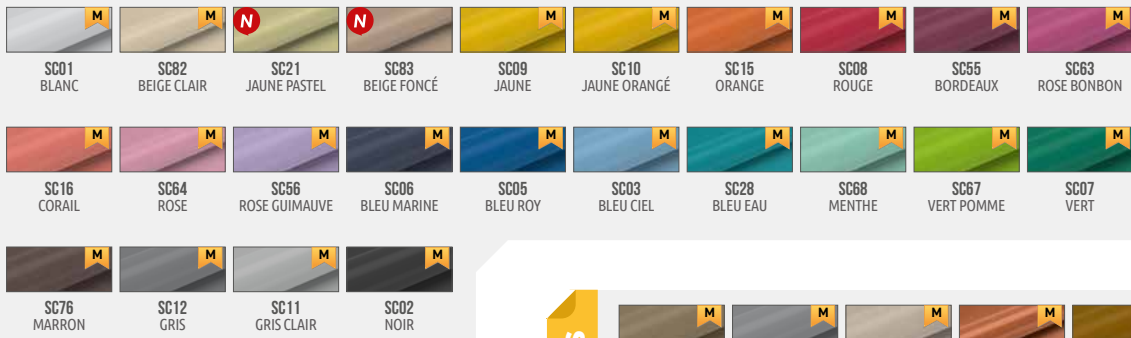 M M N N M M M M M M
SC01 SC82 SC21 SC83 SC09 SC10 SC15 SC08 SC55 SC63
BLANC BEIGE CLAIR JAUNE PASTEL BEIGE FONCÉ JAUNE JAUNE ORANGÉ ORANGE ROUGE BORDEAUX ROSE BONBON
M M M M M M M M M M
SC16 SC64 SC56 SC06 SC05 SC03 SC28 SC68 SC67 SC07
CORAIL ROSE ROSE GUIMAUVE BLEU MARINE BLEU ROY BLEU CIEL BLEU EAU MENTHE VERT POMME VERT
M M M M
SC76 SC12 SC11 SC02
MARRON GRIS GRIS CLAIR NOIR
M M M M